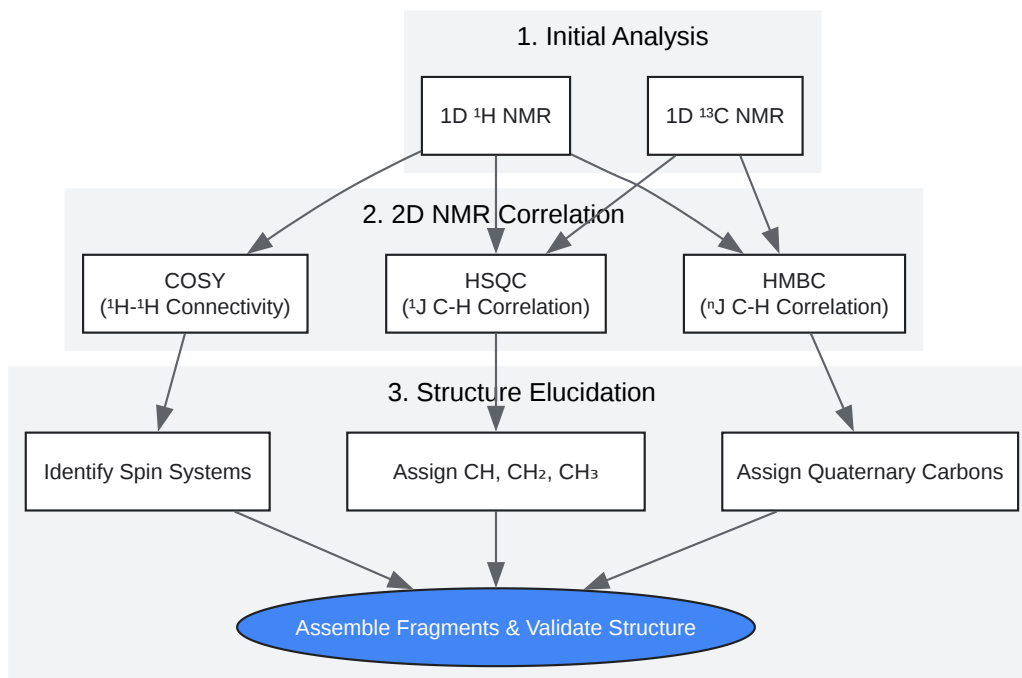 1. Initial Analysis
1D ¹H NMR
1D ¹³C NMR
2. 2D NMR Correlation
COSY
(¹H-¹H Connectivity)
HSQC
(¹J C-H Correlation)
HMBC
(ⁿJ C-H Correlation)
3. Structure Elucidation
Identify Spin Systems
Assign CH, CH₂, CH₃
Assign Quaternary Carbons
Assemble Fragments & Validate Structure